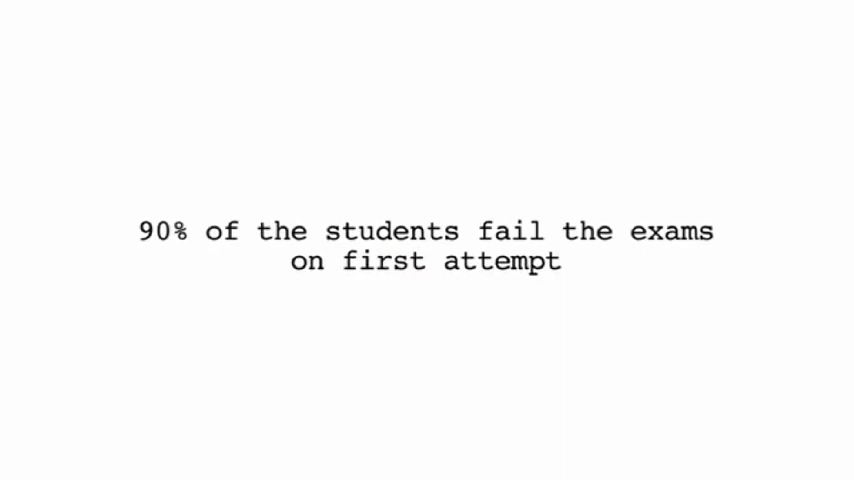 90% of the students fail the exams
on first attempt